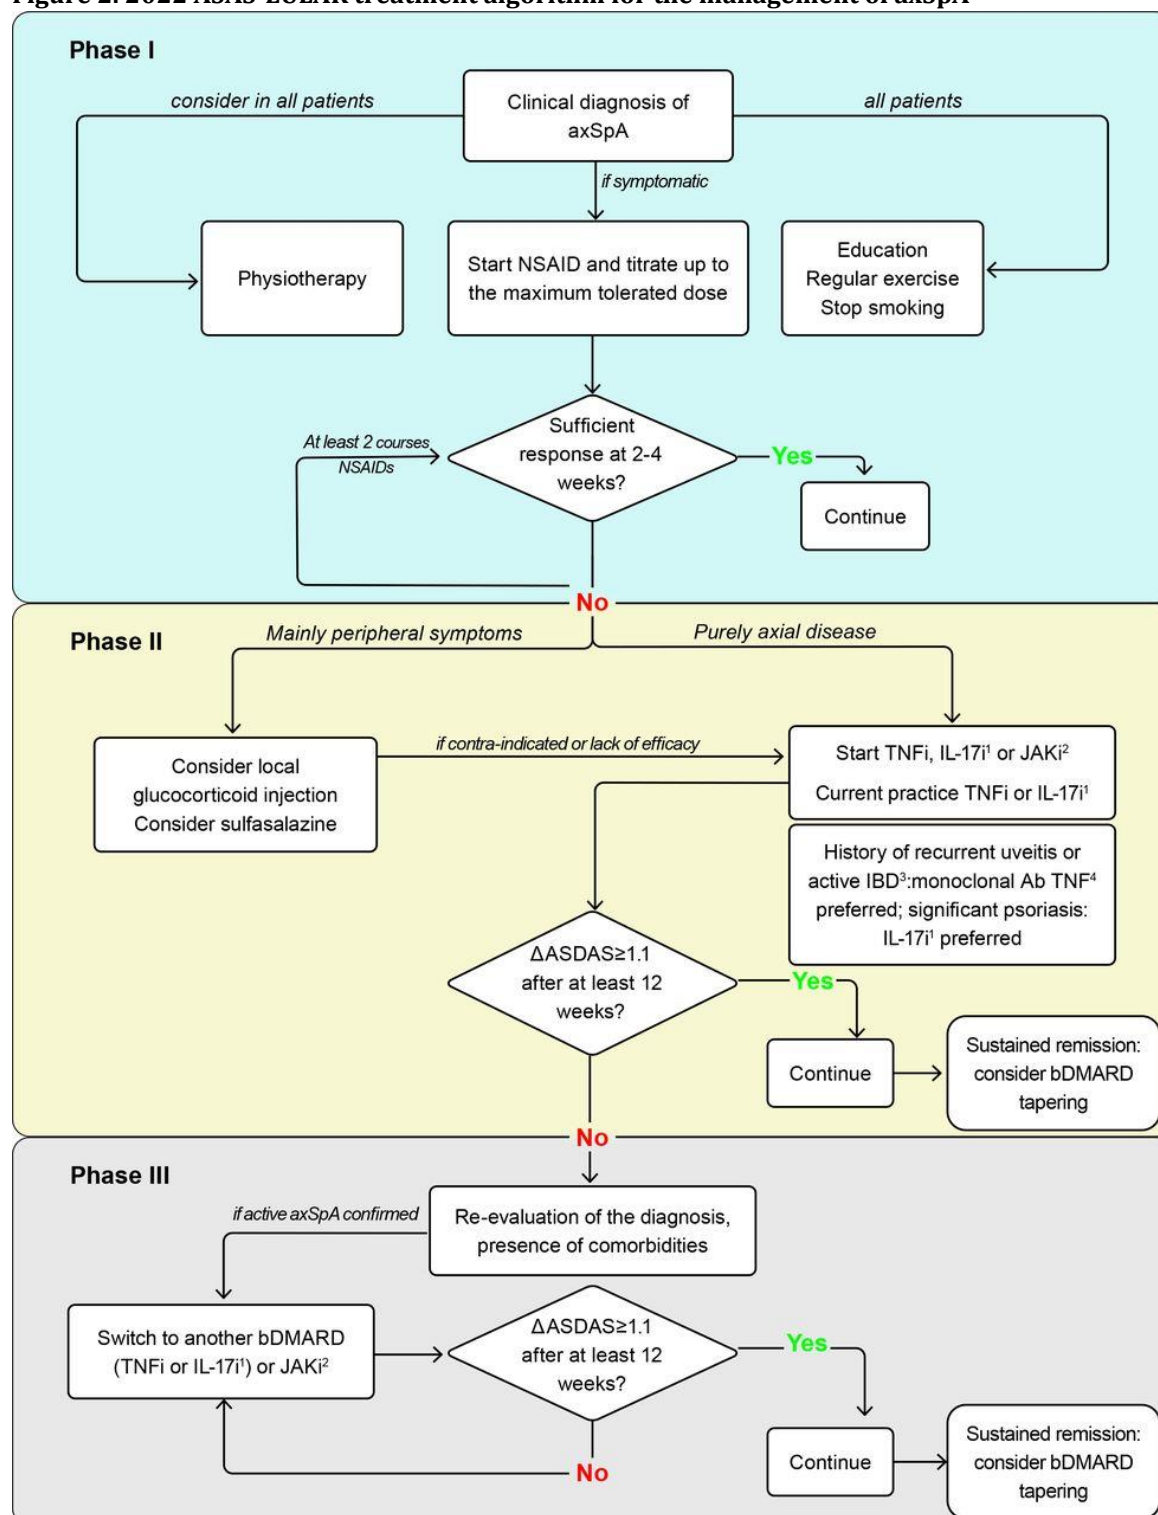 Figure 2. 2022 ASAS-EULAR treatment algorithm for the management of axSpA
Phase I
consider in all patients
Clinical diagnosis of
axSpA
all patients
if symptomatic
Physiotherapy
Start NSAID and titrate up to
the maximum tolerated dose
Education
Regular exercise
Stop smoking
At least 2 courses
NSAIDs
Sufficient
response at 2-4
weeks?
Yes
Continue
No
Phase II
Mainly peripheral symptoms
Purely axial disease
Consider local
glucocorticoid injection
Consider sulfasalazine
if contra-indicated or lack of efficacy
Start TNFi, IL-17i¹ or JAKi²
Current practice TNFi or IL-17i¹
History of recurrent uveitis or
active IBD³:monoclonal Ab TNF⁴
preferred; significant psoriasis:
IL-17i¹ preferred
ΔASDAS≥1.1
after at least 12
weeks?
Yes
Continue
Sustained remission:
consider bDMARD
tapering
No
Phase III
if active axSpA confirmed
Re-evaluation of the diagnosis,
presence of comorbidities
Switch to another bDMARD
(TNFi or IL-17i¹) or JAKi²
ΔASDAS≥1.1
after at least 12
weeks?
Yes
Continue
Sustained remission:
consider bDMARD
tapering
No